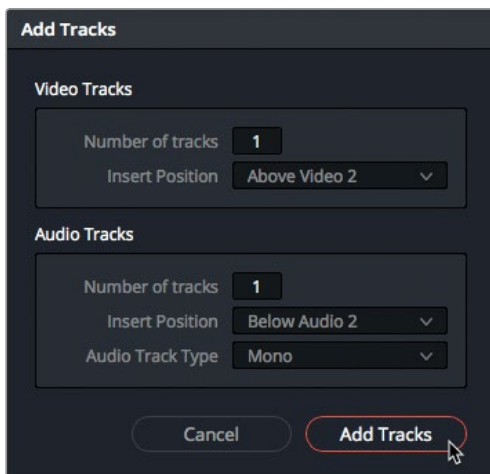 Add Tracks
Video Tracks
Number of tracks 1
Insert Position Above Video 2
Audio Tracks
Number of tracks 1
Insert Position Below Audio 2
Audio Track Type Mono
Cancel Add Tracks